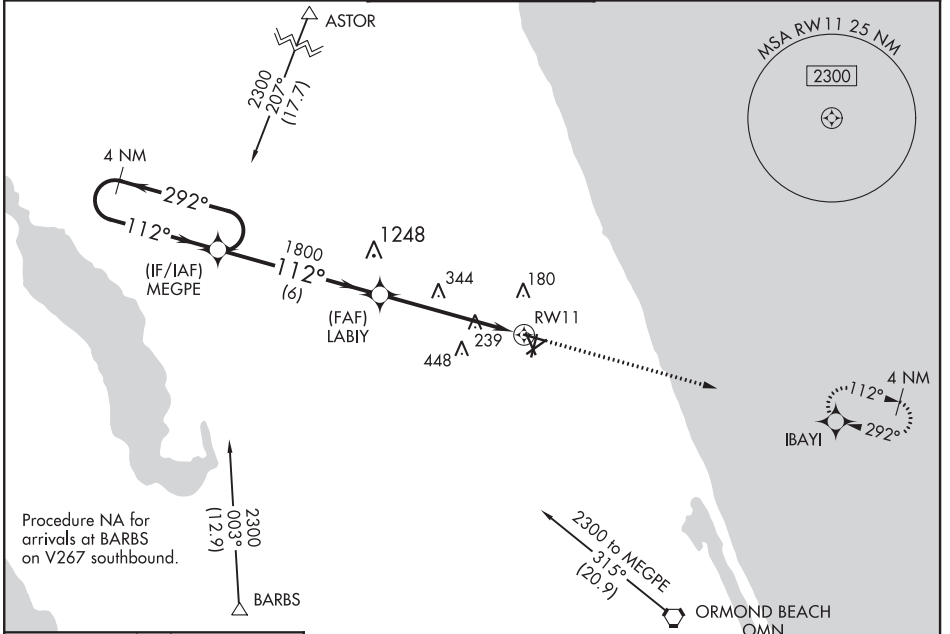 ASTOR
2300
207°
(17.7)
MSA RW11 25 NM
2300
4 NM
292°
112°
(IF/IAF)
MEGPE
1800
112°
(6)
1248
(FAF)
LABIY
344
180
RW11
239
448
4 NM
112°
292°
IBAYI
Procedure NA for
arrivals at BARBS
on V267 southbound.
2300
003°
(12.9)
BARBS
2300 to MEGPE
315°
(20.9)
ORMOND BEACH
OMN